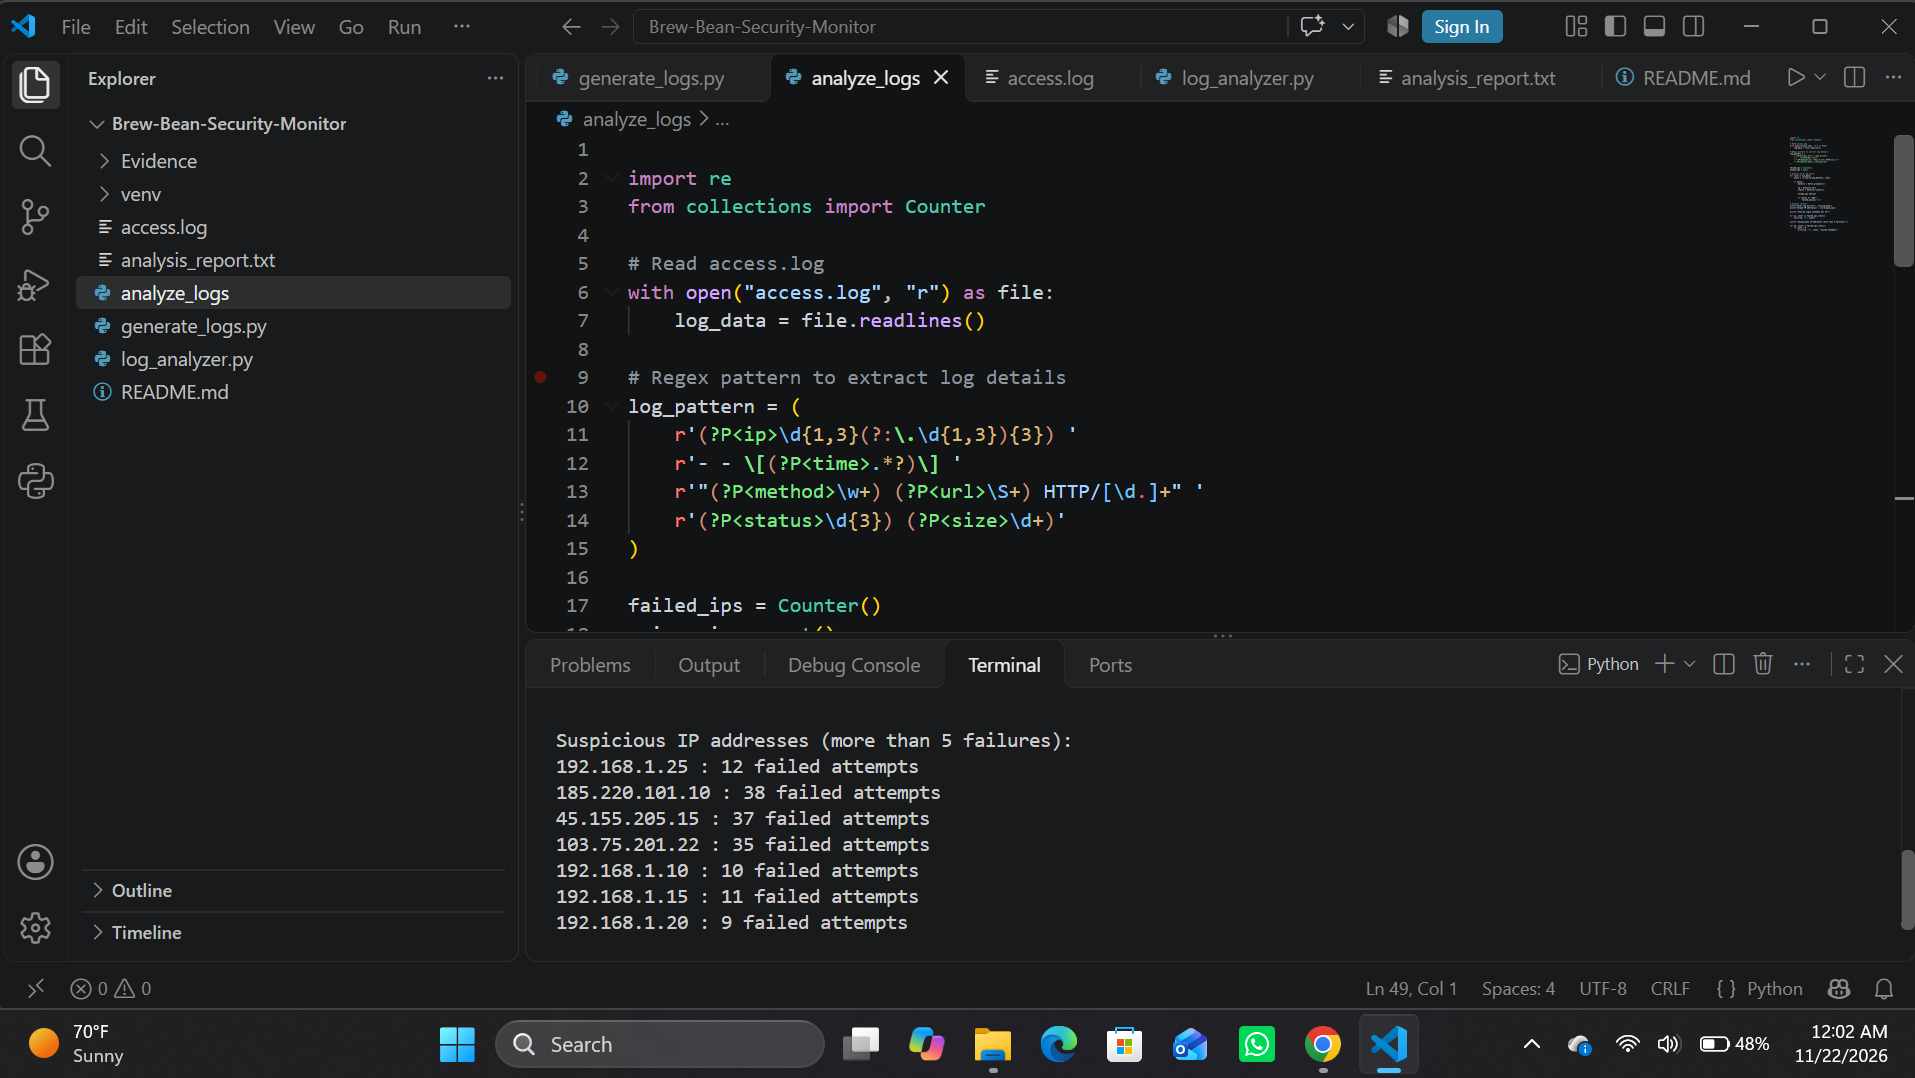 File Edit Selection View Go Run ···
Brew-Bean-Security-Monitor
Sign In
Explorer
Brew-Bean-Security-Monitor
Evidence
venv
access.log
analysis_report.txt
analyze_logs
generate_logs.py
log_analyzer.py
README.md
Outline
Timeline
generate_logs.py
analyze_logs
access.log
log_analyzer.py
analysis_report.txt
README.md
analyze_logs > ...
1
2 import re
3 from collections import Counter
4
5 # Read access.log
6 with open("access.log", "r") as file:
7 log_data = file.readlines()
8
9 # Regex pattern to extract log details
10 log_pattern = (
11 r'(?P<ip>\d{1,3}(?:\.\d{1,3}){3}) '
12 r'- - \[(?P<time>.*?)\] '
13 r'"(?P<method>\w+) (?P<url>\S+) HTTP/[\d.]+" '
14 r'(?P<status>\d{3}) (?P<size>\d+)'
15 )
16
17 failed_ips = Counter()
Problems Output Debug Console Terminal Ports
Python
Suspicious IP addresses (more than 5 failures):
192.168.1.25 : 12 failed attempts
185.220.101.10 : 38 failed attempts
45.155.205.15 : 37 failed attempts
103.75.201.22 : 35 failed attempts
192.168.1.10 : 10 failed attempts
192.168.1.15 : 11 failed attempts
192.168.1.20 : 9 failed attempts
0 0
Ln 49, Col 1 Spaces: 4 UTF-8 CRLF { } Python
70°F
Sunny
Search
48%
12:02 AM
11/22/2026